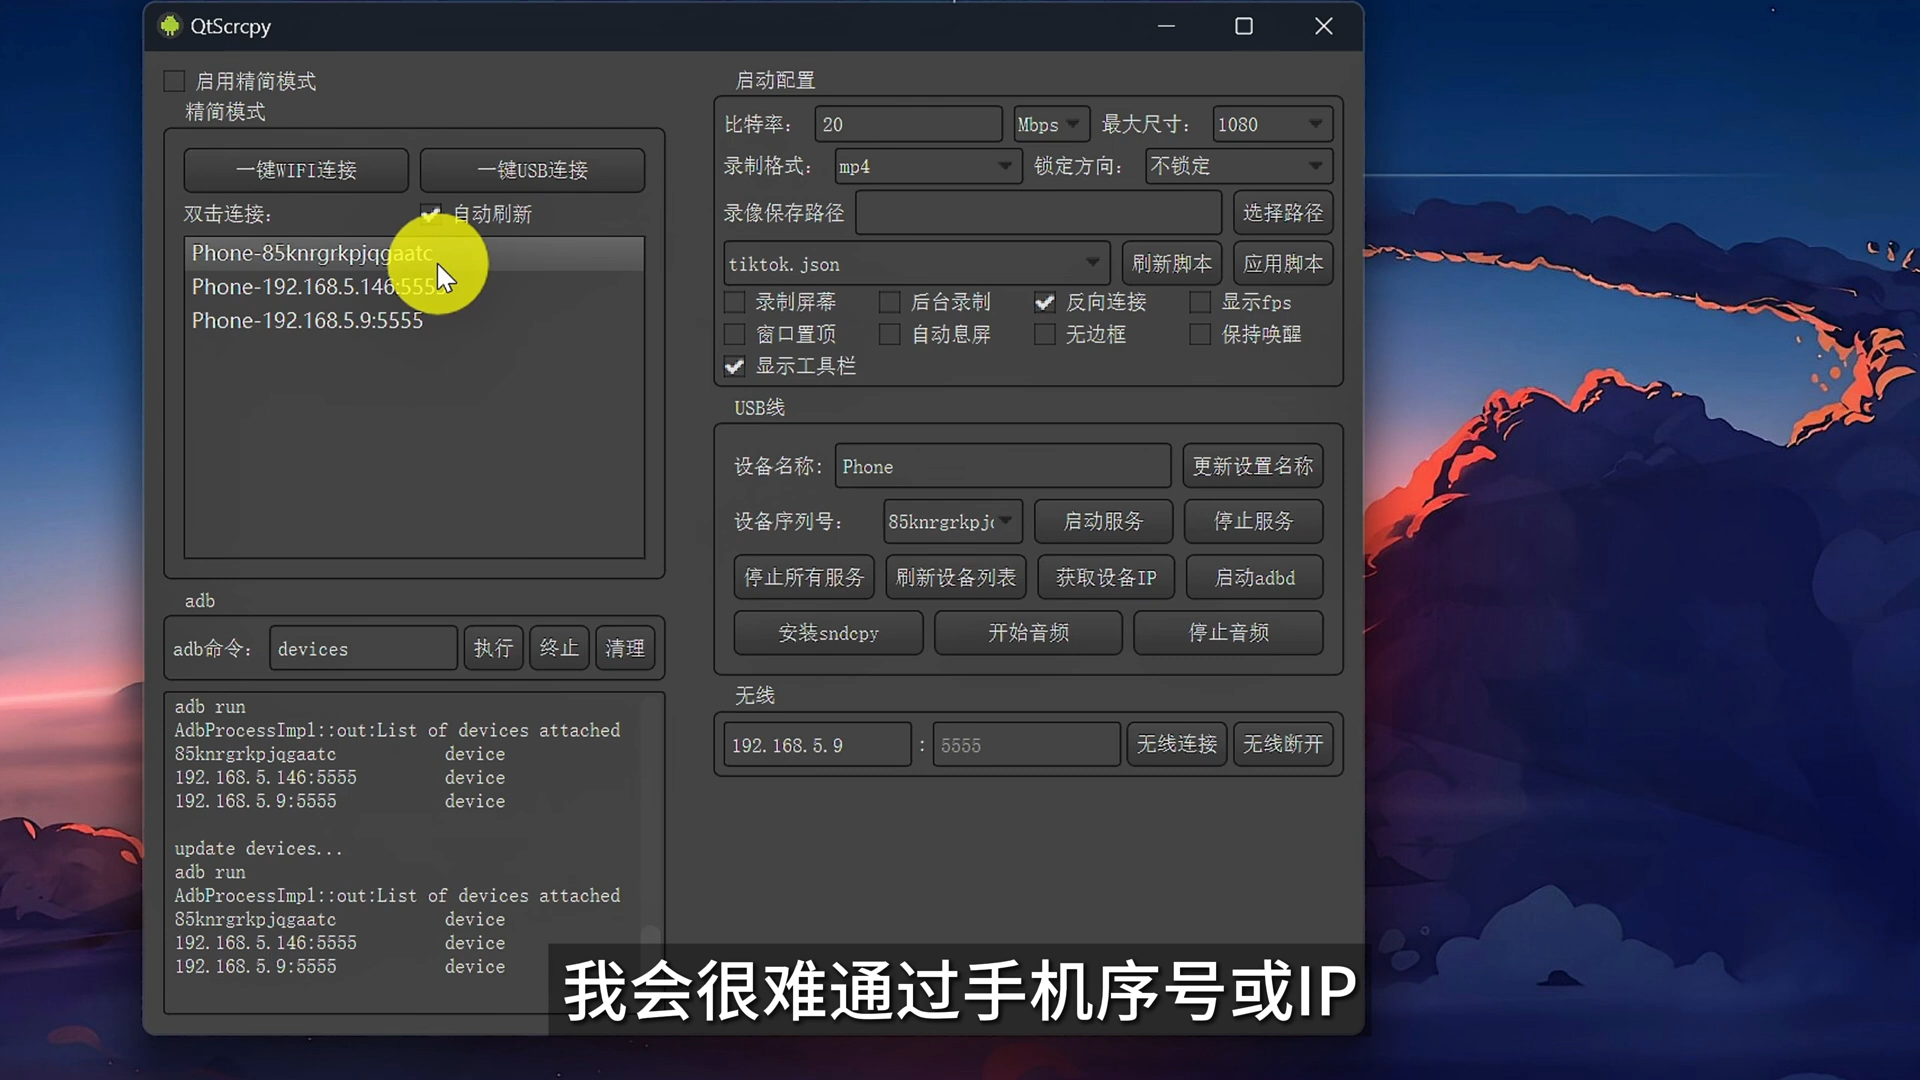 QtScrcpy
启用精简模式
精简模式
一键WIFI连接 一键USB连接
双击连接: 自动刷新
Phone-85knrgrkpjqgaatc
Phone-192.168.5.146:5555
Phone-192.168.5.9:5555
adb
adb命令: devices 执行 终止 清理
adb run
AdbProcessImpl::out:List of devices attached
85knrgrkpjqgaatc device
192.168.5.146:5555 device
192.168.5.9:5555 device
update devices...
adb run
AdbProcessImpl::out:List of devices attached
85knrgrkpjqgaatc device
192.168.5.146:5555 device
192.168.5.9:5555 device
启动配置
比特率: 20 Mbps 最大尺寸: 1080
录制格式: mp4 锁定方向: 不锁定
录像保存路径 选择路径
tiktok.json 刷新脚本 应用脚本
录制屏幕 后台录制 反向连接 显示fps
窗口置顶 自动息屏 无边框 保持唤醒
显示工具栏
USB线
设备名称: Phone 更新设置名称
设备序列号: 85knrgrkpj 启动服务 停止服务
停止所有服务 刷新设备列表 获取设备IP 启动adbd
安装sndcpy 开始音频 停止音频
无线
192.168.5.9 : 5555 无线连接 无线断开
我会很难通过手机序号或IP